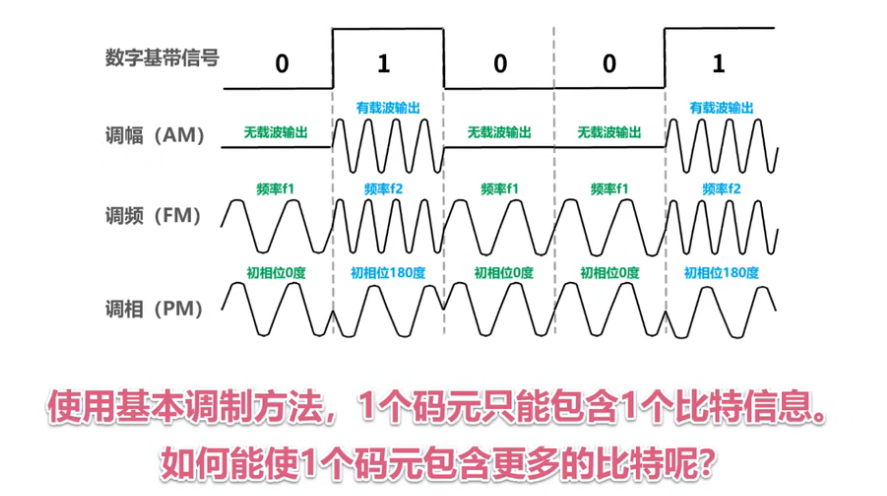 数字基带信号 0 1 0 0 1
有载波输出 有载波输出
调幅（AM） 无载波输出 无载波输出 无载波输出
频率f1 频率f2 频率f1 频率f1 频率f2
调频（FM）
初相位0度 初相位180度 初相位0度 初相位0度 初相位180度
调相（PM）
使用基本调制方法，1个码元只能包含1个比特信息。
如何能使1个码元包含更多的比特呢？